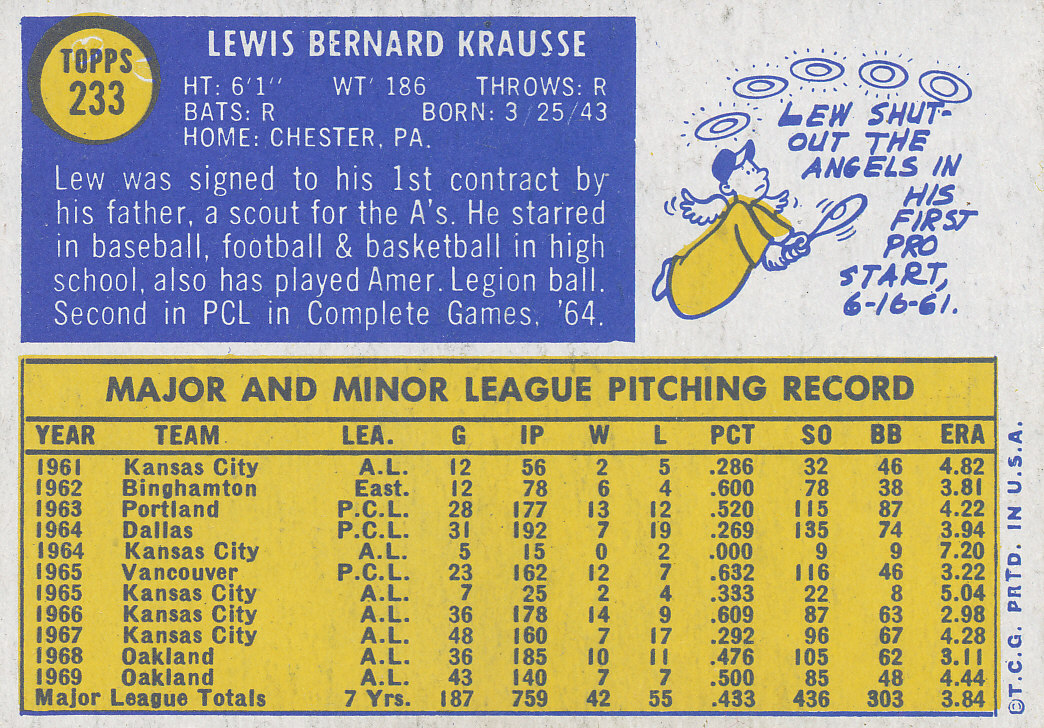 TOPPS
233
LEWIS BERNARD KRAUSSE
HT: 6'1" WT' 186 THROWS: R
BATS: R BORN: 3/25/43
HOME: CHESTER, PA.
Lew was signed to his 1st contract by
his father, a scout for the A's. He starred
in baseball, football & basketball in high
school, also has played Amer. Legion ball.
Second in PCL in Complete Games, '64.
LEW SHUT-
OUT THE
ANGELS IN
HIS
FIRST
PRO
START,
6-16-61.
MAJOR AND MINOR LEAGUE PITCHING RECORD
YEAR TEAM LEA. G IP W L PCT SO BB ERA
1961 Kansas City A.L. 12 56 2 5 .286 32 46 4.82
1962 Binghamton East. 12 78 6 4 .600 78 38 3.81
1963 Portland P.C.L. 28 177 13 12 .520 115 87 4.22
1964 Dallas P.C.L. 31 192 7 19 .269 135 74 3.94
1964 Kansas City A.L. 5 15 0 2 .000 9 9 7.20
1965 Vancouver P.C.L. 23 162 12 7 .632 116 46 3.22
1965 Kansas City A.L. 7 25 2 4 .333 22 8 5.04
1966 Kansas City A.L. 36 178 14 9 .609 87 63 2.98
1967 Kansas City A.L. 48 160 7 17 .292 96 67 4.28
1968 Oakland A.L. 36 185 10 11 .476 105 62 3.11
1969 Oakland A.L. 43 140 7 7 .500 85 48 4.44
Major League Totals 7 Yrs. 187 759 42 55 .433 436 303 3.84
©T.C.G. PRTD. IN U.S.A.